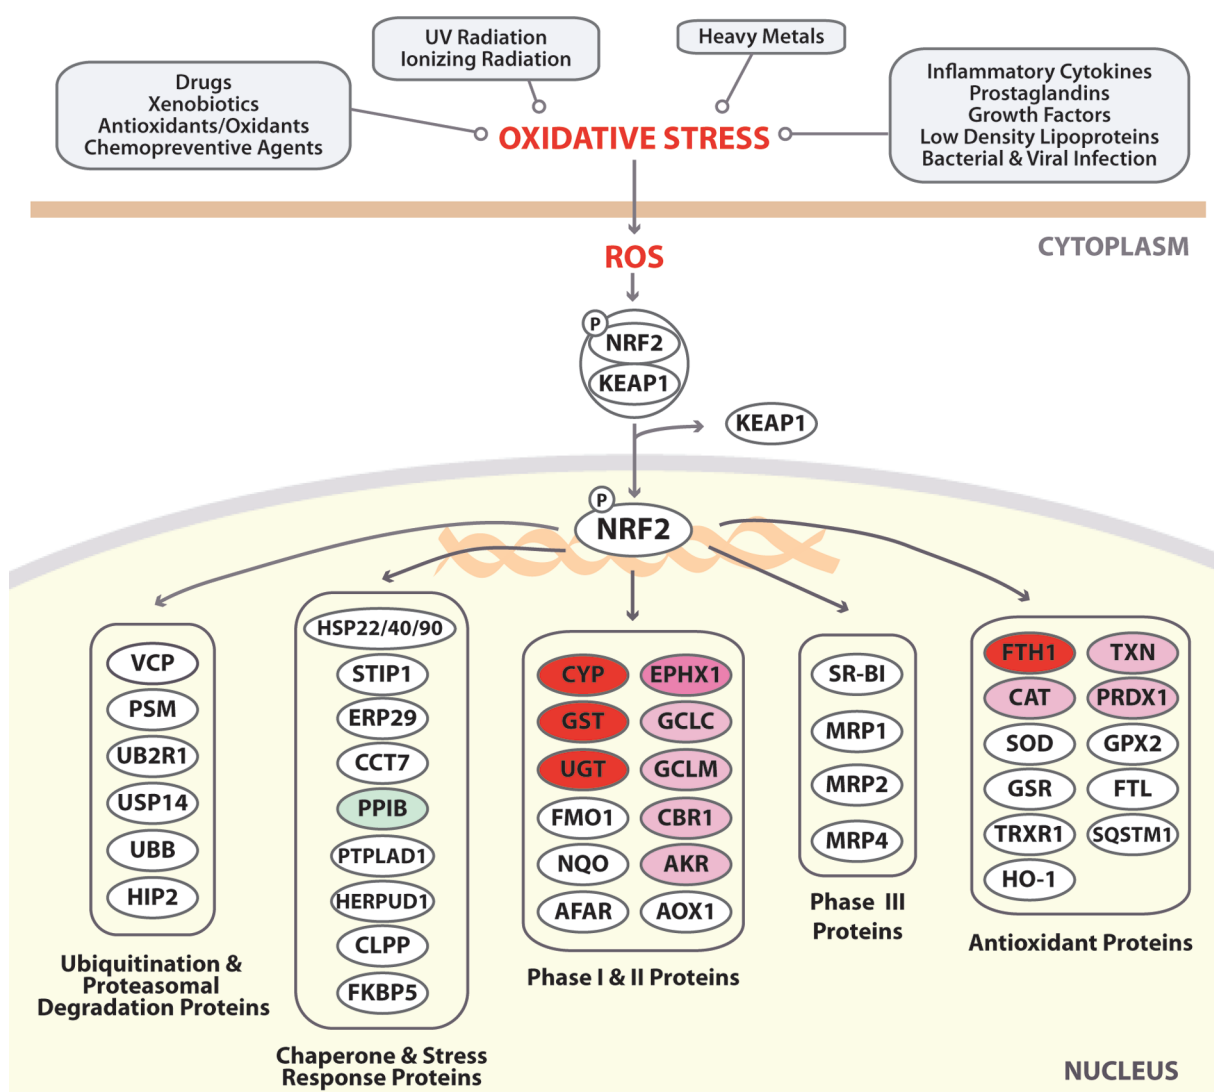 UV Radiation
Ionizing Radiation
Heavy Metals
Drugs
Xenobiotics
Antioxidants/Oxidants
Chemopreventive Agents
Inflammatory Cytokines
Prostaglandins
Growth Factors
Low Density Lipoproteins
Bacterial & Viral Infection
OXIDATIVE STRESS
CYTOPLASM
ROS
P
NRF2
KEAP1
KEAP1
P
NRF2
VCP
PSM
UB2R1
USP14
UBB
HIP2
Ubiquitination &
Proteasomal
Degradation Proteins
HSP22/40/90
STIP1
ERP29
CCT7
PPIB
PTPLAD1
HERPUD1
CLPP
FKBP5
Chaperone & Stress
Response Proteins
CYP EPHX1
GST GCLC
UGT GCLM
FMO1 CBR1
NQO AKR
AFAR AOX1
Phase I & II Proteins
SR-BI
MRP1
MRP2
MRP4
Phase III
Proteins
FTH1 TXN
CAT PRDX1
SOD GPX2
GSR FTL
TRXR1 SQSTM1
HO-1
Antioxidant Proteins
NUCLEUS